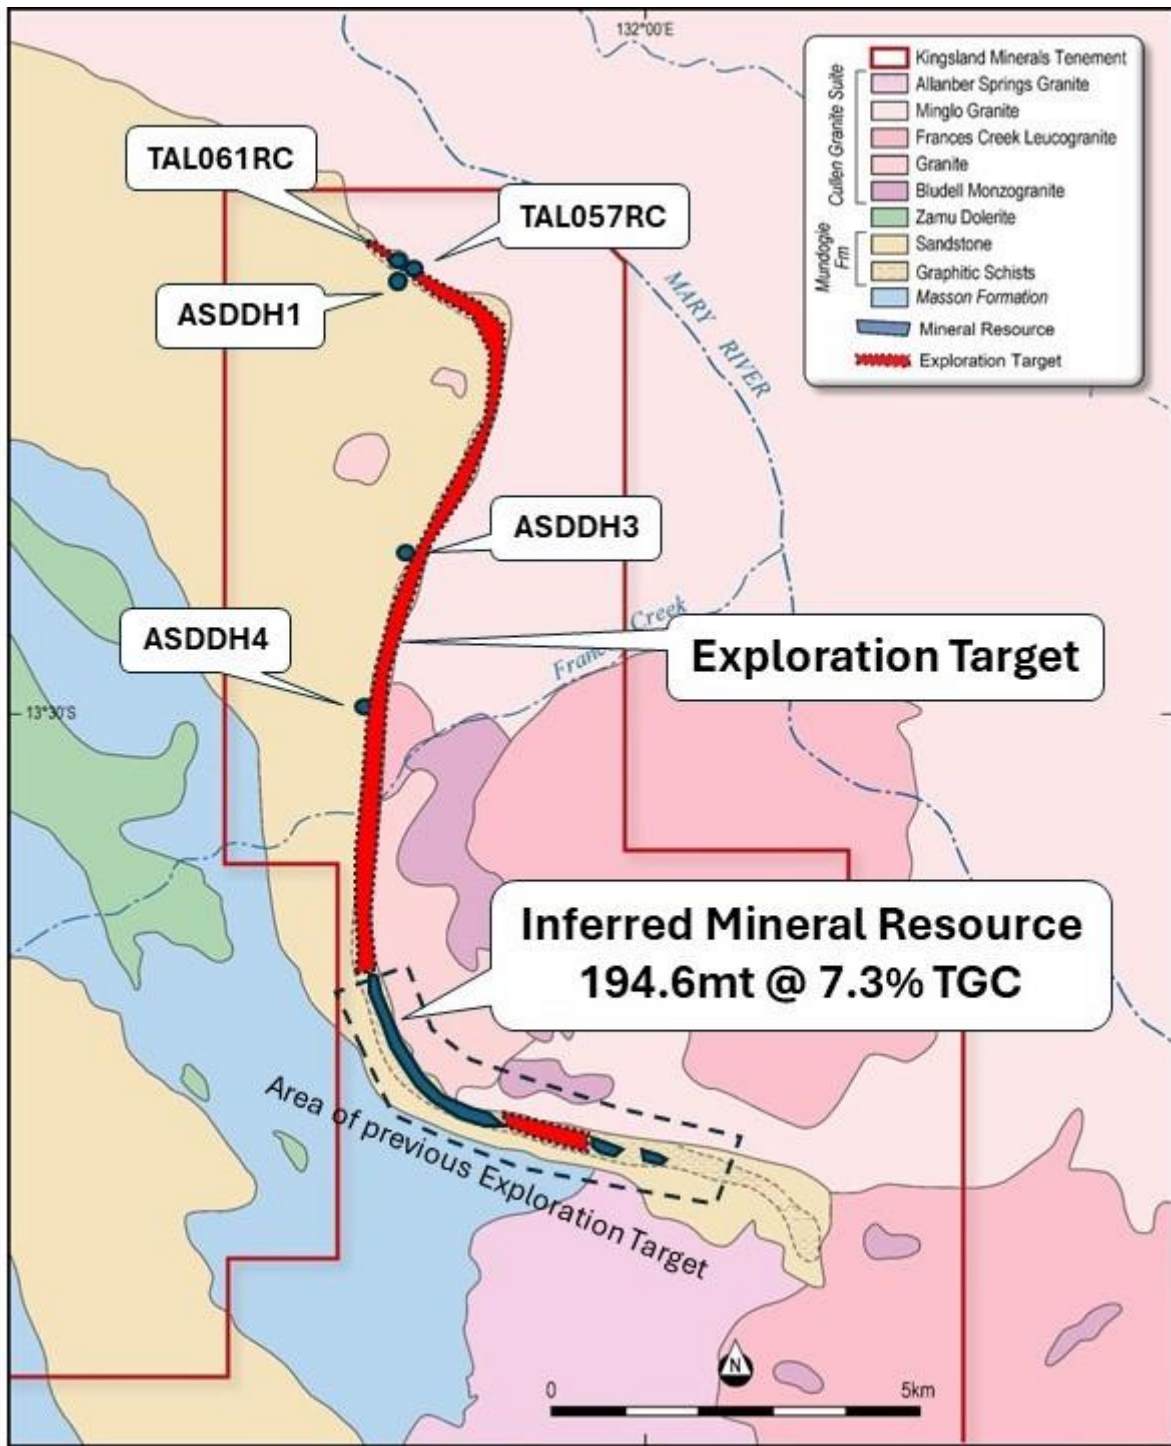 132°00'E
Kingsland Minerals Tenement
Cullen Granite Suite
Allanber Springs Granite
Minglo Granite
Frances Creek Leucogranite
Granite
Bludell Monzogranite
Zamu Dolerite
Mundogie
Fm
Sandstone
Graphitic Schists
Masson Formation
Mineral Resource
Exploration Target
TAL061RC
TAL057RC
ASDDH1
MARY RIVER
ASDDH3
Creek
ASDDH4
Exploration Target
13°30'S
Inferred Mineral Resource
194.6mt @ 7.3% TGC
Area of previous Exploration Target
N
0
5km